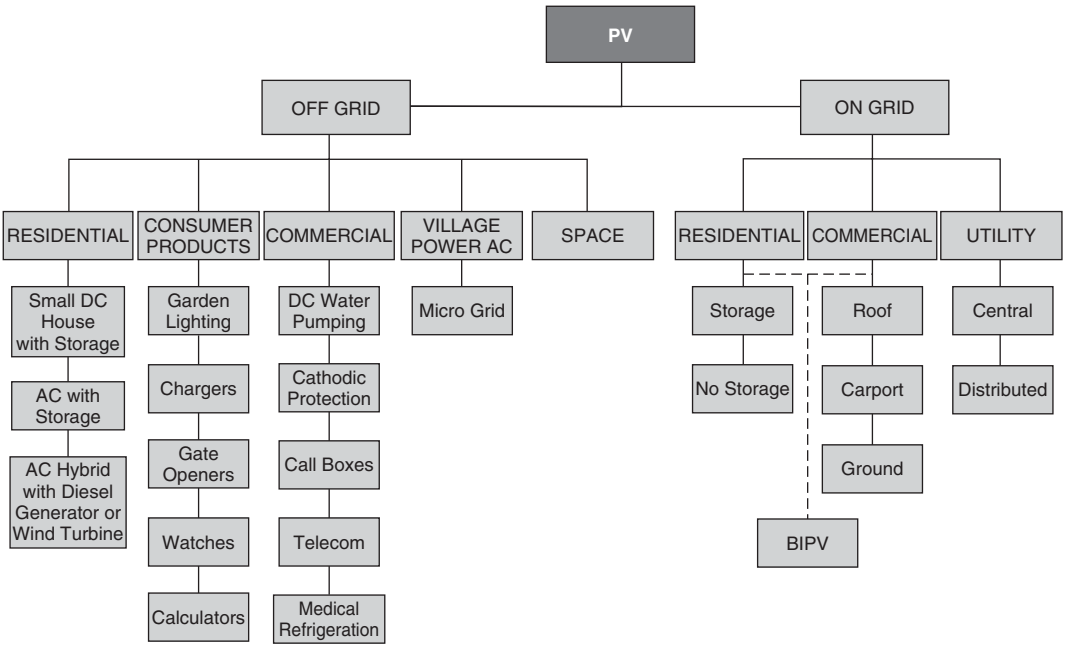 PV
OFF GRID
ON GRID
RESIDENTIAL
CONSUMER
PRODUCTS
COMMERCIAL
VILLAGE
POWER AC
SPACE
RESIDENTIAL
COMMERCIAL
UTILITY
Small DC
House
with Storage
AC with
Storage
AC Hybrid
with Diesel
Generator or
Wind Turbine
Garden
Lighting
Chargers
Gate
Openers
Watches
Calculators
DC Water
Pumping
Cathodic
Protection
Call Boxes
Telecom
Medical
Refrigeration
Micro Grid
Storage
No Storage
Roof
Carport
Ground
BIPV
Central
Distributed